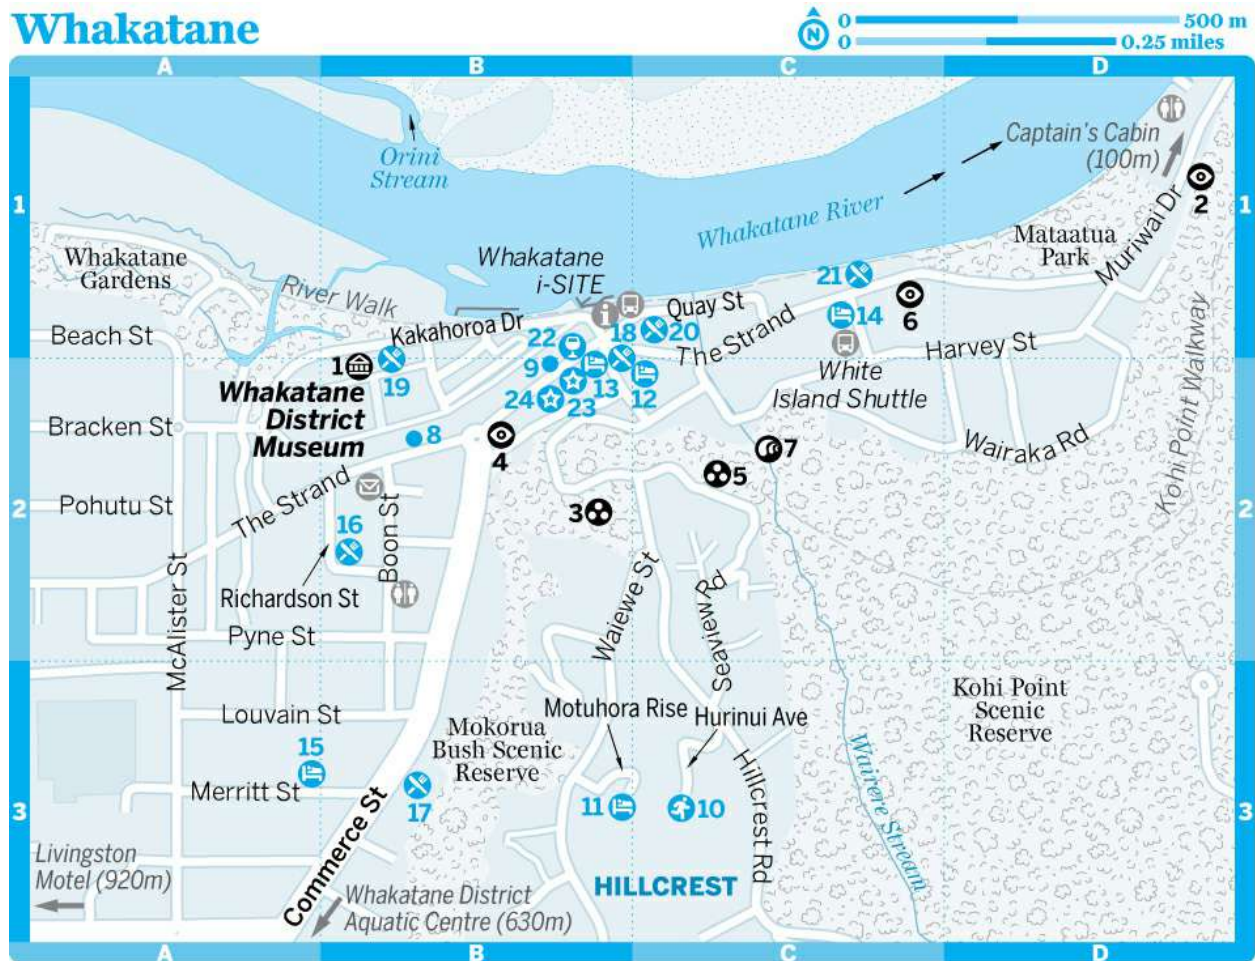 Whakatane
N
0
500 m
0
0.25 miles
A
B
C
D
Captain's Cabin
(100m)
Orini
Stream
1
2
1
Whakatane River
Mataatua
Park
Muriwai Dr
Whakatane
Gardens
Whakatane
i-SITE
River Walk
21
6
14
Quay St
Kakahoroa Dr
22
18
20
The Strand
Beach St
Harvey St
Kohi Point Walkway
1
19
9
13
12
White
Island Shuttle
Whakatane
District
Museum
24
23
Bracken St
8
4
7
Wairaka Rd
5
Pohutu St
The Strand
3
2
2
16
Boon St
Richardson St
McAlister St
Pyne St
Waiewe St
Seaview Rd
Kohi Point
Scenic
Reserve
Louvain St
Motuhora Rise
Hurinui Ave
Mokorua
Bush Scenic
Reserve
15
Merritt St
17
11
10
Hillcrest Rd
Wairere Stream
3
3
Commerce St
Livingston
Motel (920m)
HILLCREST
Whakatane District
Aquatic Centre (630m)
A
B
C
D